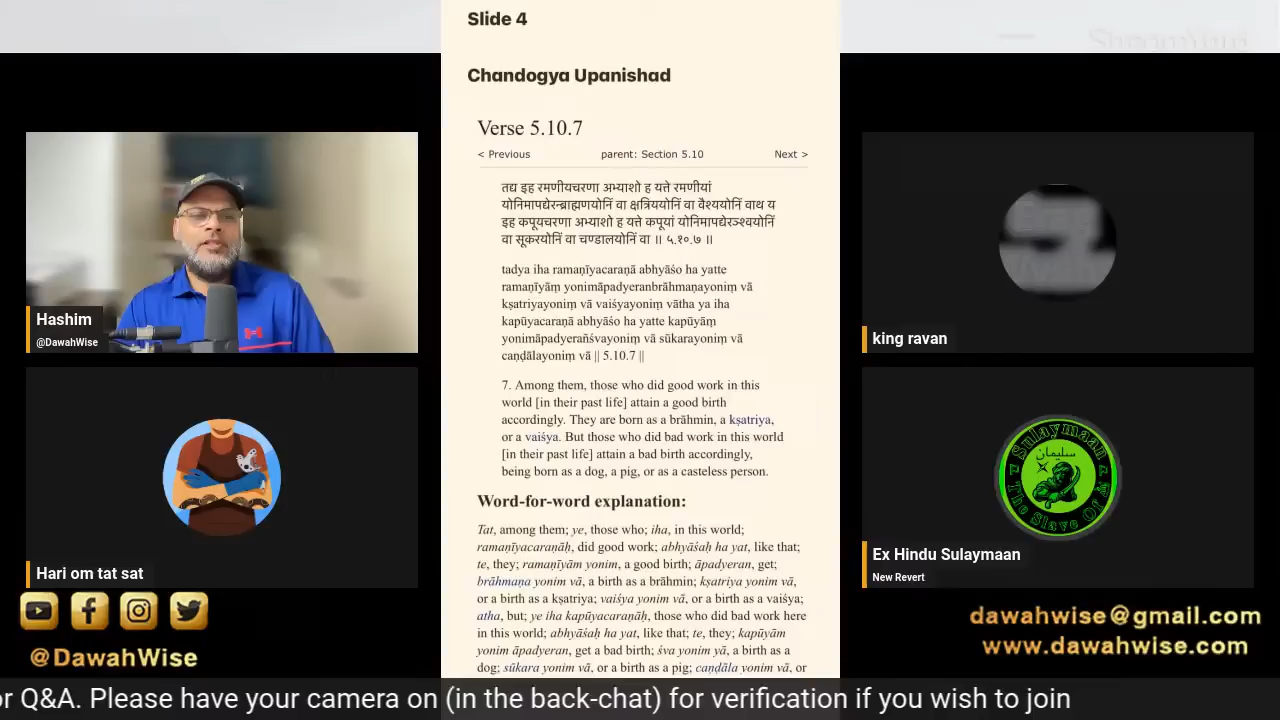 Slide 4
Chandogya Upanishad
Verse 5.10.7
< Previous parent: Section 5.10 Next >
तद्य इह रमणीयचरणा अभ्याशो ह यत्ते रमणीयां
योनिमापद्येरन्ब्राह्मणयोनिं वा क्षत्रिययोनिं वा वैश्ययोनिं वाथ य
इह कपूयचरणा अभ्याशो ह यत्ते कपूयां योनिमापद्येरञ्श्वयोनिं
वा सूकरयोनिं वा चण्डालयोनिं वा ॥ ५.१०.७ ॥
tadya iha ramaṇīyacaraṇā abhyāśo ha yatte
ramaṇīyāṃ yonimāpadyeranbrāhmaṇayoniṃ vā
kṣatriyayoniṃ vā vaiśyayoniṃ vātha ya iha
kapūyacaraṇā abhyāśo ha yatte kapūyāṃ
yonimāpadyerañśvayoniṃ vā sūkarayoniṃ vā
caṇḍālayoniṃ vā || 5.10.7 ||
7. Among them, those who did good work in this
world [in their past life] attain a good birth
accordingly. They are born as a brāhmin, a kṣatriya,
or a vaiśya. But those who did bad work in this world
[in their past life] attain a bad birth accordingly,
being born as a dog, a pig, or as a casteless person.
Word-for-word explanation:
Tat, among them; ye, those who; iha, in this world;
ramaṇīyacaraṇāḥ, did good work; abhyāśaḥ ha yat, like that;
te, they; ramaṇīyām yonim, a good birth; āpadyeran, get;
brāhmaṇa yonim vā, a birth as a brāhmin; kṣatriya yonim vā,
or a birth as a kṣatriya; vaiśya yonim vā, or a birth as a vaiśya;
atha, but; ye iha kapūyacaraṇāḥ, those who did bad work here
in this world; abhyāśaḥ ha yat, like that; te, they; kapūyām
yonim āpadyeran, get a bad birth; śva yonim yā, a birth as a
dog; sūkara yonim vā, or a birth as a pig; caṇḍāla yonim vā, or
Hashim
@DawahWise
king ravan
Hari om tat sat
Sulaymaan
سليمان
The Slave Of
Ex Hindu Sulaymaan
New Revert
@DawahWise
dawahwise@gmail.com
www.dawahwise.com
or Q&A. Please have your camera on (in the back-chat) for verification if you wish to join